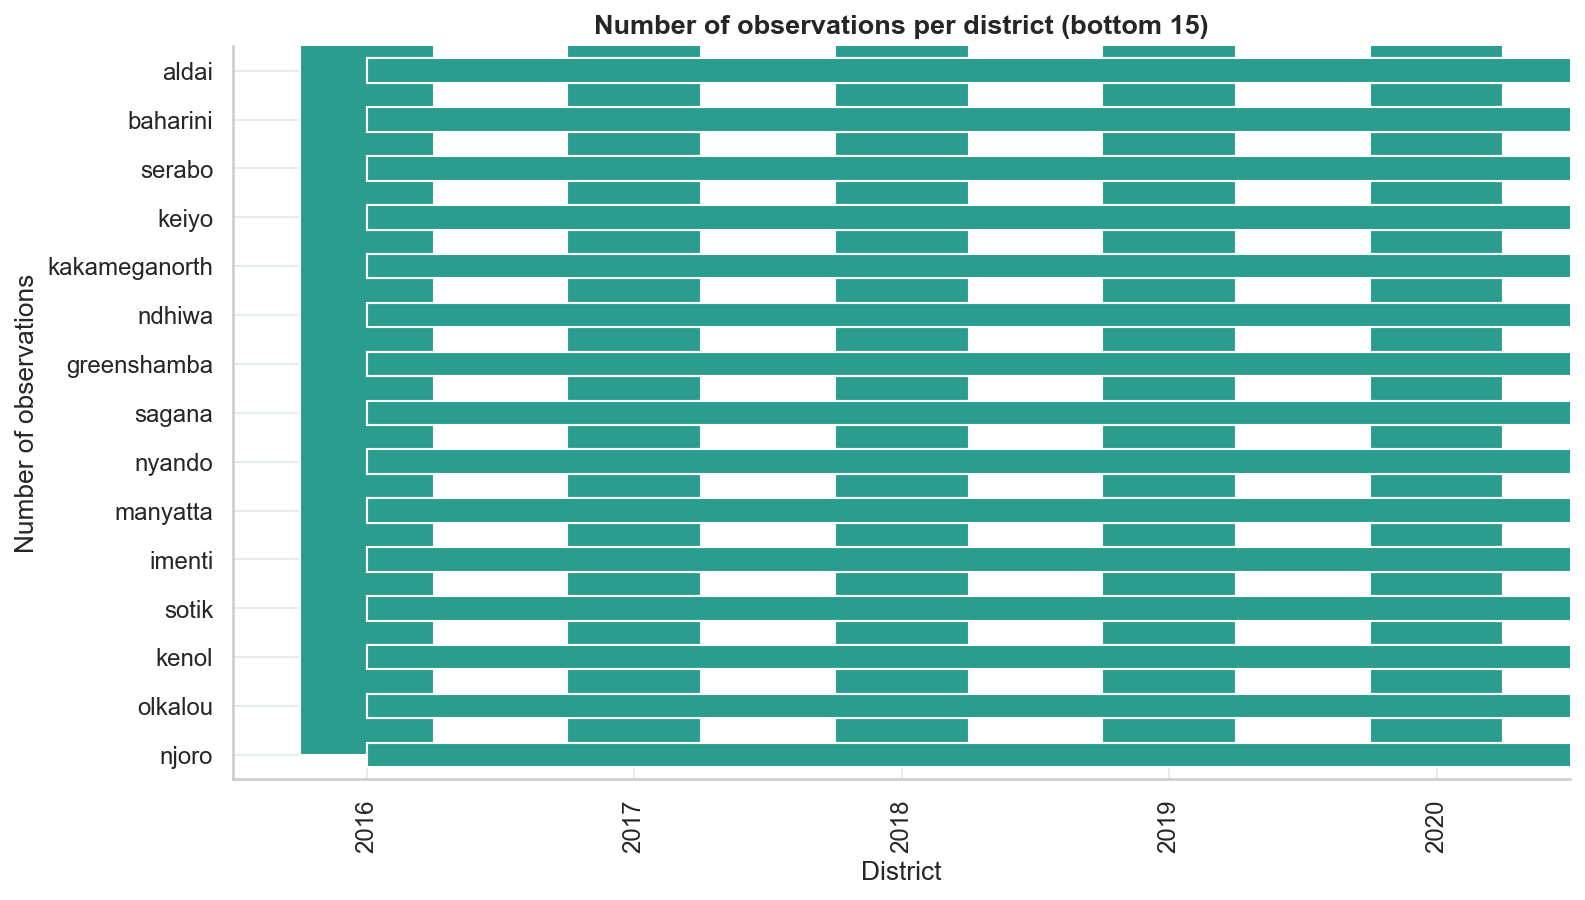 Number of observations per district (bottom 15)
aldai
baharini
serabo
keiyo
kakameganorth
ndhiwa
greenshamba
sagana
nyando
manyatta
imenti
sotik
kenol
olkalou
njoro
Number of observations
2016
2017
2018
2019
2020
District